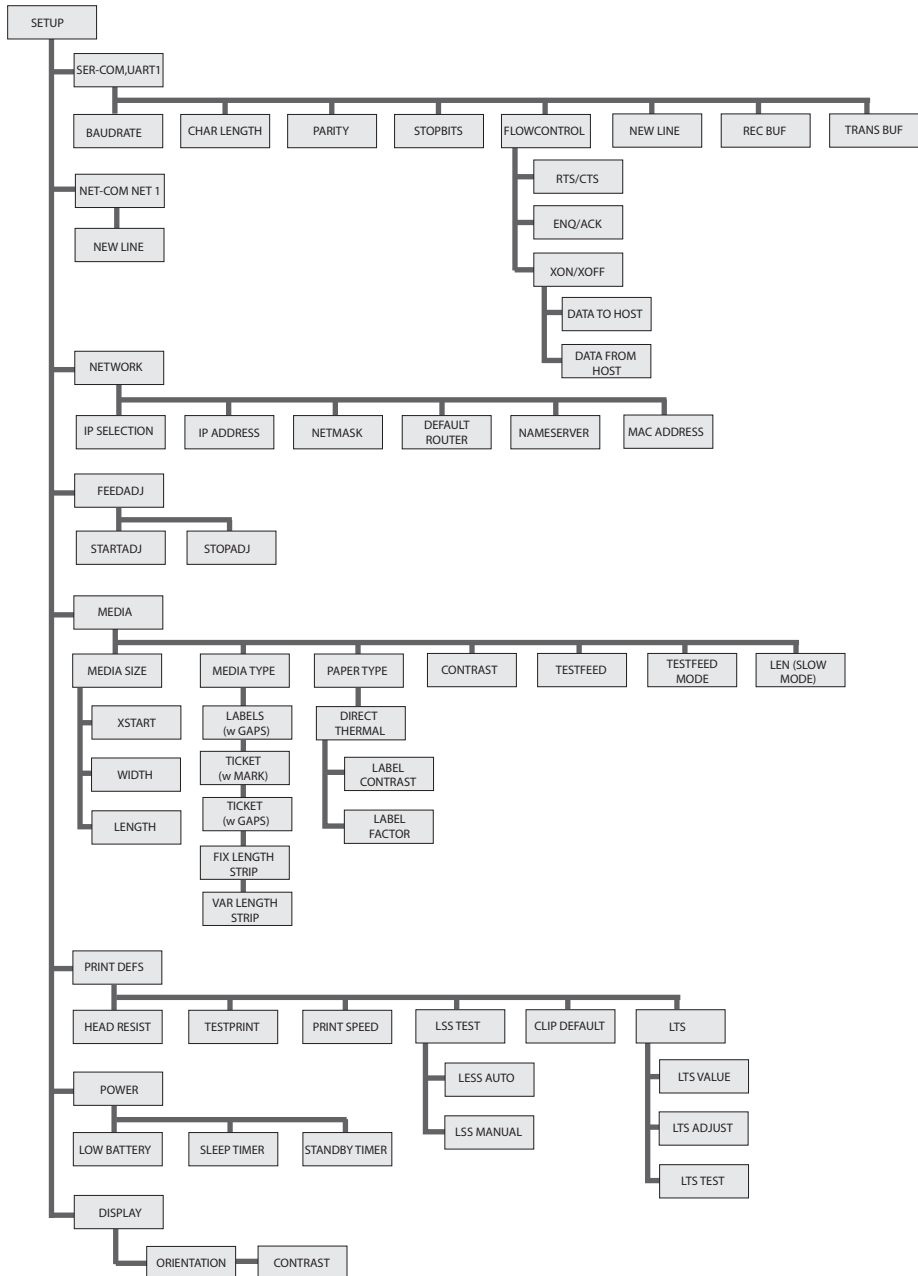 SETUP
SER-COM,UART1
BAUDRATE
CHAR LENGTH
PARITY
STOPBITS
FLOWCONTROL
NEW LINE
REC BUF
TRANS BUF
RTS/CTS
ENQ/ACK
XON/XOFF
DATA TO HOST
DATA FROM
HOST
NET-COM NET 1
NEW LINE
NETWORK
IP SELECTION
IP ADDRESS
NETMASK
DEFAULT
ROUTER
NAMESERVER
MAC ADDRESS
FEEDADJ
STARTADJ
STOPADJ
MEDIA
MEDIA SIZE
XSTART
WIDTH
LENGTH
MEDIA TYPE
LABELS
(w GAPS)
TICKET
(w MARK)
TICKET
(w GAPS)
FIX LENGTH
STRIP
VAR LENGTH
STRIP
PAPER TYPE
DIRECT
THERMAL
LABEL
CONTRAST
LABEL
FACTOR
CONTRAST
TESTFEED
TESTFEED
MODE
LEN (SLOW
MODE)
PRINT DEFS
HEAD RESIST
TESTPRINT
PRINT SPEED
LSS TEST
LESS AUTO
LSS MANUAL
CLIP DEFAULT
LTS
LTS VALUE
LTS ADJUST
LTS TEST
POWER
LOW BATTERY
SLEEP TIMER
STANDBY TIMER
DISPLAY
ORIENTATION
CONTRAST